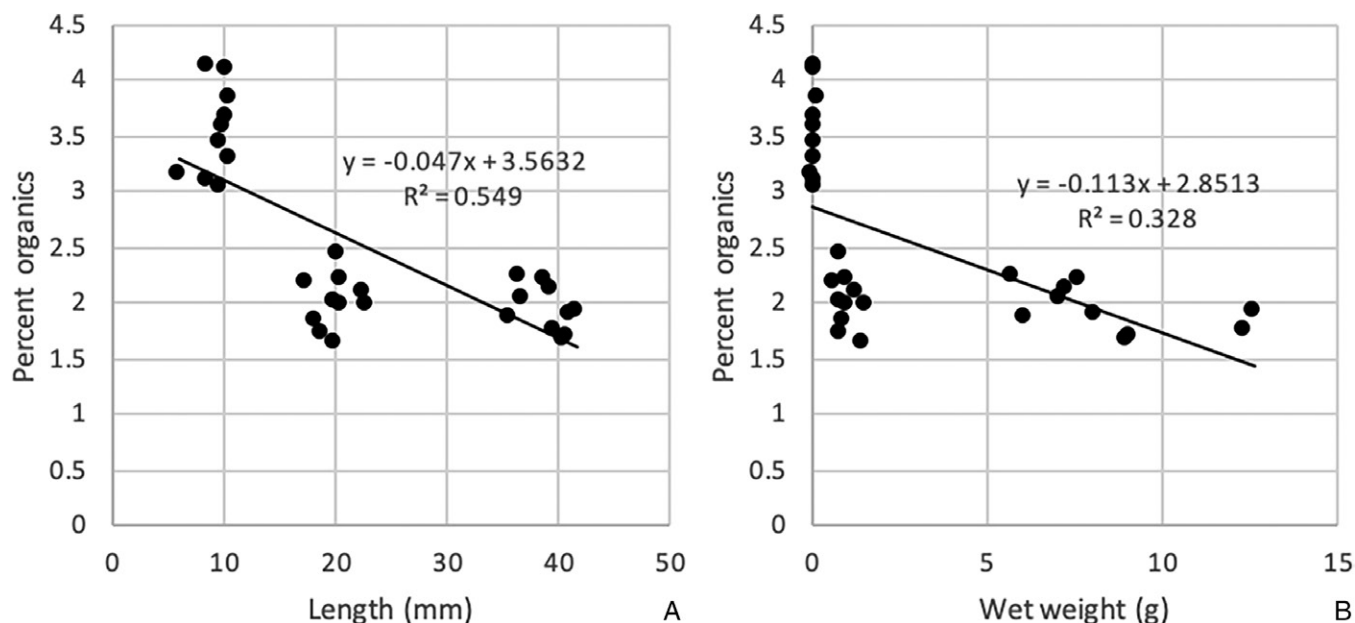 4.5
4
3.5
3
2.5
2
1.5
1
0.5
0
Percent organics
y = -0.047x + 3.5632
R² = 0.549
0 10 20 30 40 50
Length (mm)
A
4.5
4
3.5
3
2.5
2
1.5
1
0.5
0
Percent organics
y = -0.113x + 2.8513
R² = 0.328
0 5 10 15
Wet weight (g)
B